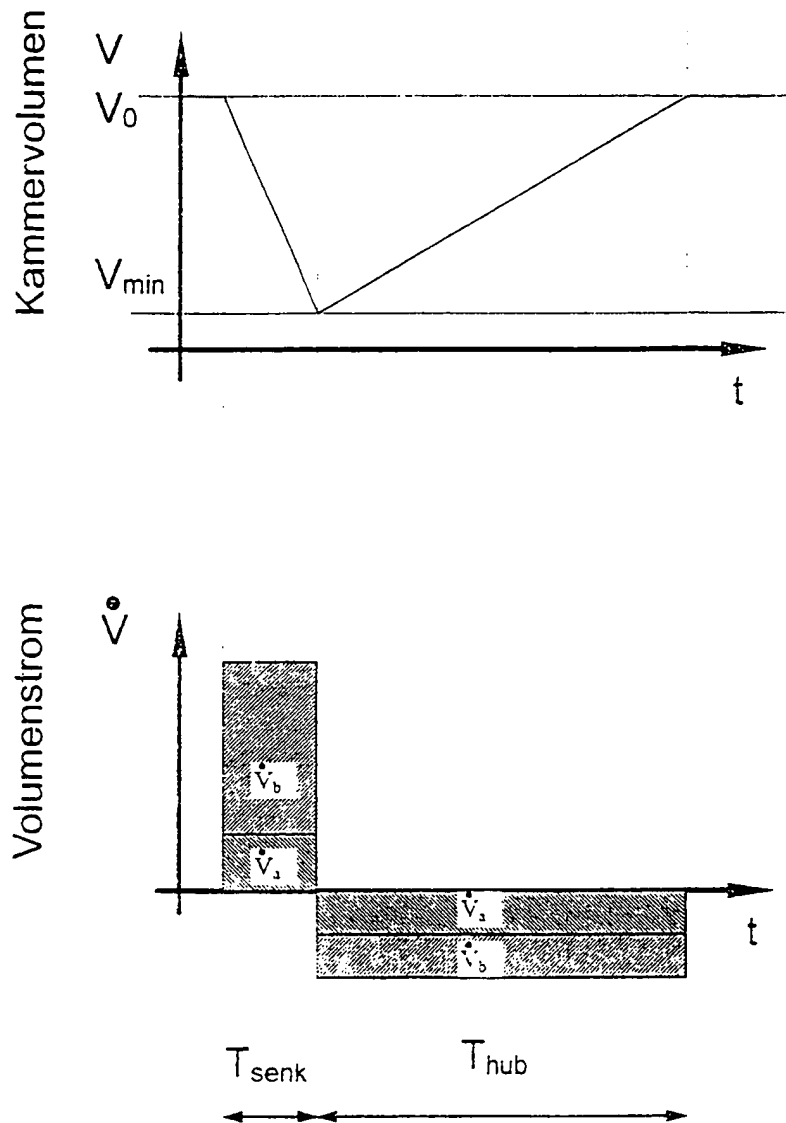 Kammervolumen
V
V0
Vmin
t
Volumenstrom
V̇
V̇b
V̇a
V̇a
V̇b
t
Tsenk
Thub